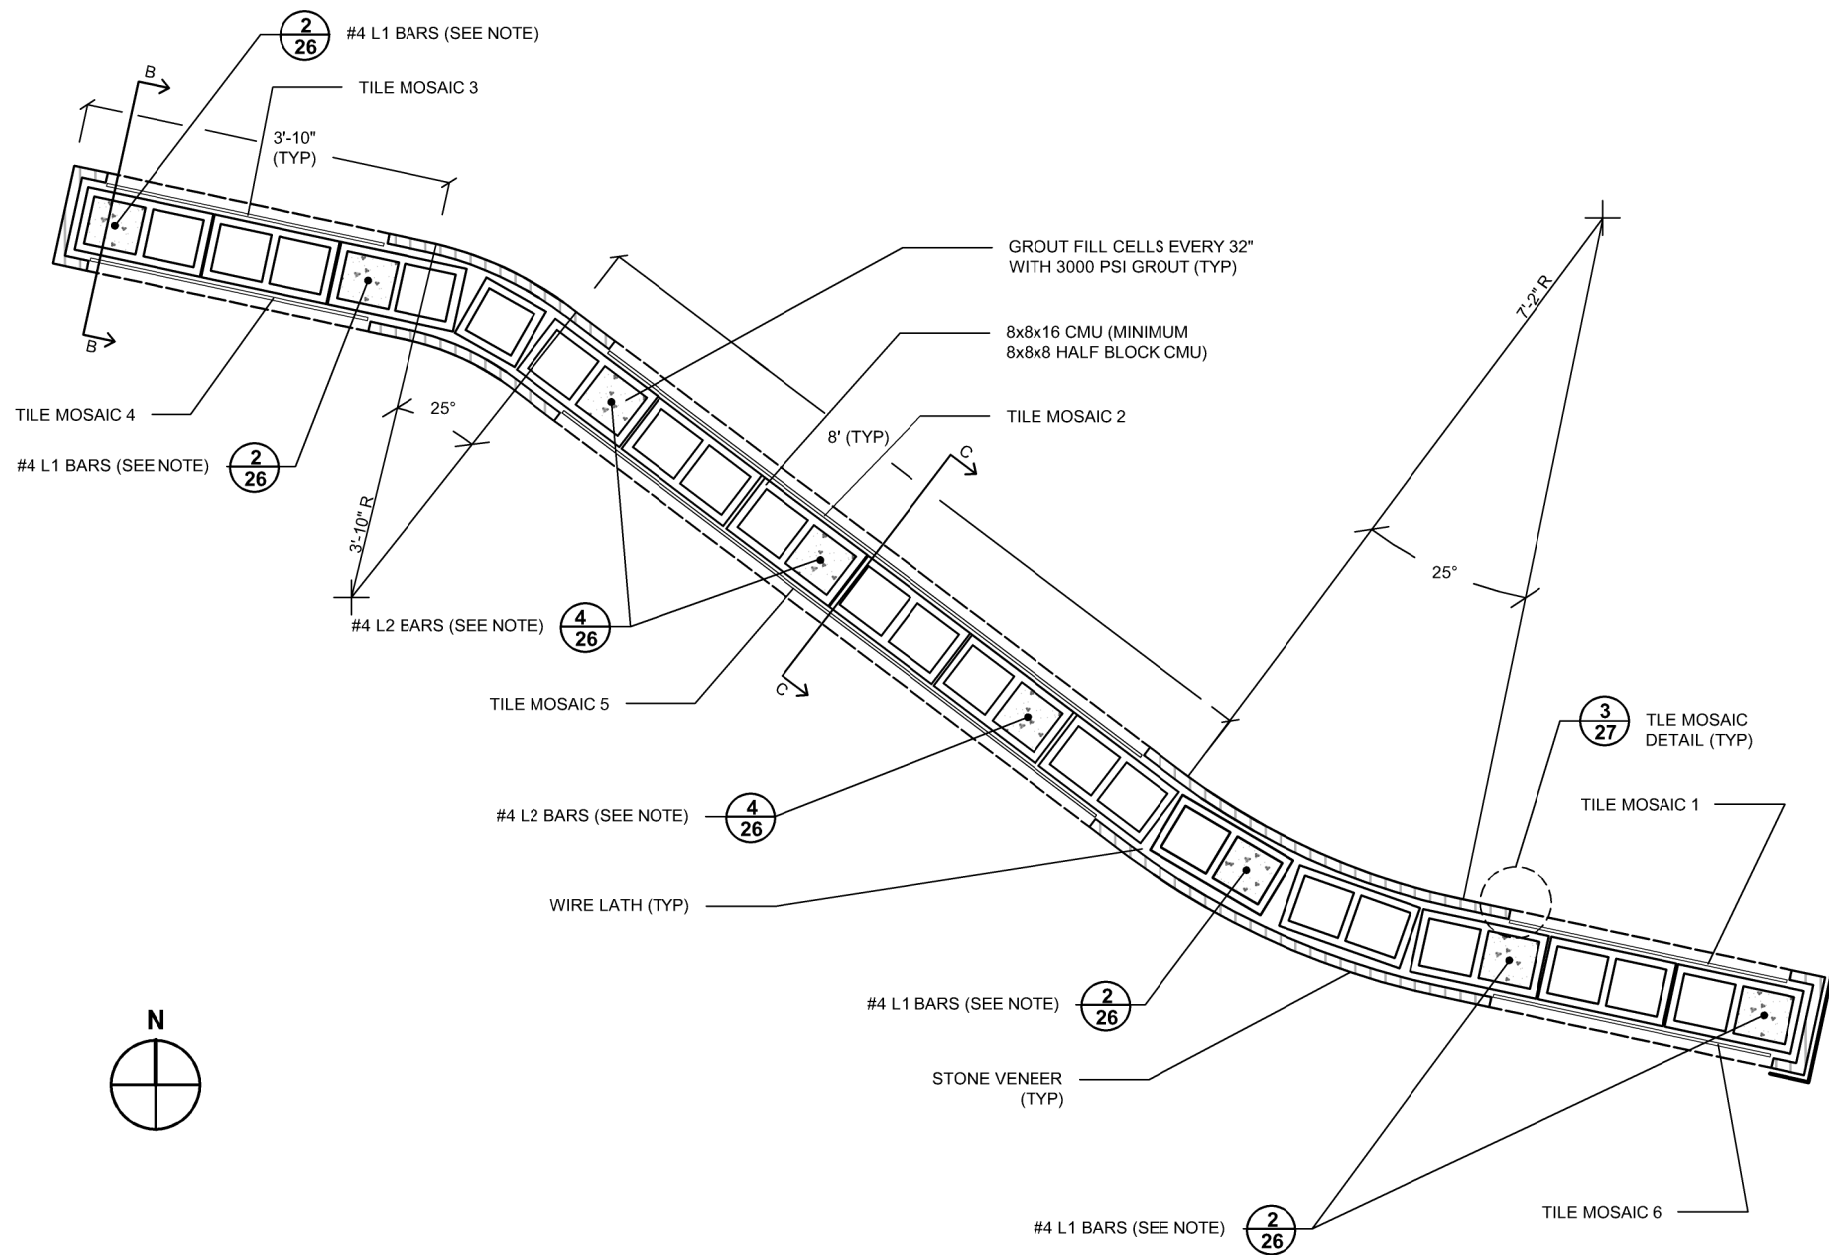 2
26
#4 L1 BARS (SEE NOTE)
B
TILE MOSAIC 3
3'-10"
(TYP)
7'-2" R
GROUT FILL CELLS EVERY 32"
WITH 3000 PSI GROUT (TYP)
8x8x16 CMU (MINIMUM
8x8x8 HALF BLOCK CMU)
B
TILE MOSAIC 4
25°
TILE MOSAIC 2
8' (TYP)
C
#4 L1 BARS (SEE NOTE)
2
26
3'-10" R
25°
#4 L2 EARS (SEE NOTE)
4
26
C
TILE MOSAIC 5
3
27
TLE MOSAIC
DETAIL (TYP)
#4 L2 BARS (SEE NOTE)
4
26
TILE MOSAIC 1
WIRE LATH (TYP)
#4 L1 BARS (SEE NOTE)
2
26
N
STONE VENEER
(TYP)
#4 L1 BARS (SEE NOTE)
2
26
TILE MOSAIC 6